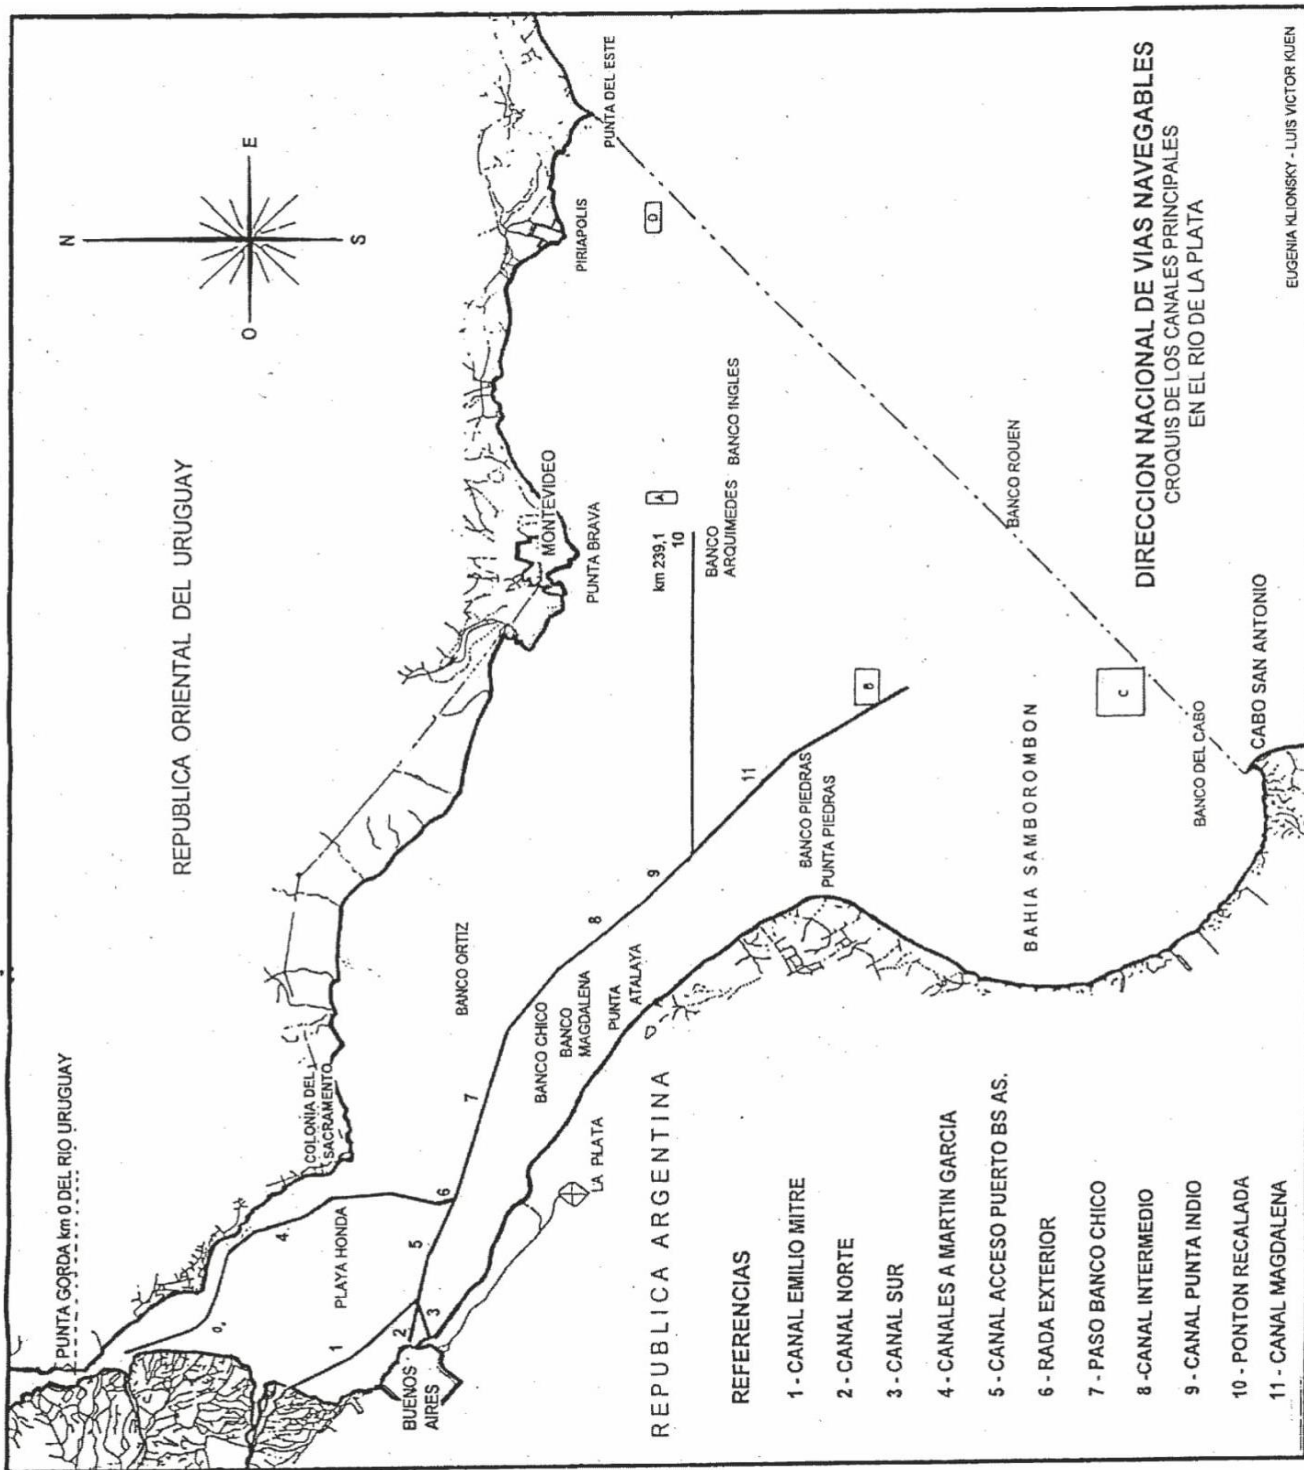 N
O
E
S
REPUBLICA ORIENTAL DEL URUGUAY
PUNTA GORDA km 0 DEL RIO URUGUAY
COLONIA DEL
SACRAMENTO
MONTEVIDEO
PUNTA BRAVA
PIRIAPOLIS
PUNTA DEL ESTE
PLAYA HONDA
BUENOS
AIRES
LA PLATA
1
2
3
4
5
6
7
8
9
km 239,1
10
11
A
B
C
D
BANCO ORTIZ
BANCO CHICO
BANCO
MAGDALENA
PUNTA
ATALAYA
BANCO
ARQUIMEDES
BANCO INGLES
BANCO PIEDRAS
PUNTA PIEDRAS
BANCO ROUEN
BAHIA SAMBOROMBON
BANCO DEL CABO
CABO SAN ANTONIO
REPUBLICA ARGENTINA
REFERENCIAS
1 - CANAL EMILIO MITRE
2 - CANAL NORTE
3 - CANAL SUR
4 - CANALES A MARTIN GARCIA
5 - CANAL ACCESO PUERTO BS AS.
6 - RADA EXTERIOR
7 - PASO BANCO CHICO
8 -CANAL INTERMEDIO
9 - CANAL PUNTA INDIO
10 - PONTON RECALADA
11 - CANAL MAGDALENA
DIRECCION NACIONAL DE VIAS NAVEGABLES
CROQUIS DE LOS CANALES PRINCIPALES
EN EL RIO DE LA PLATA
EUGENIA KLIONSKY - LUIS VICTOR KUEN